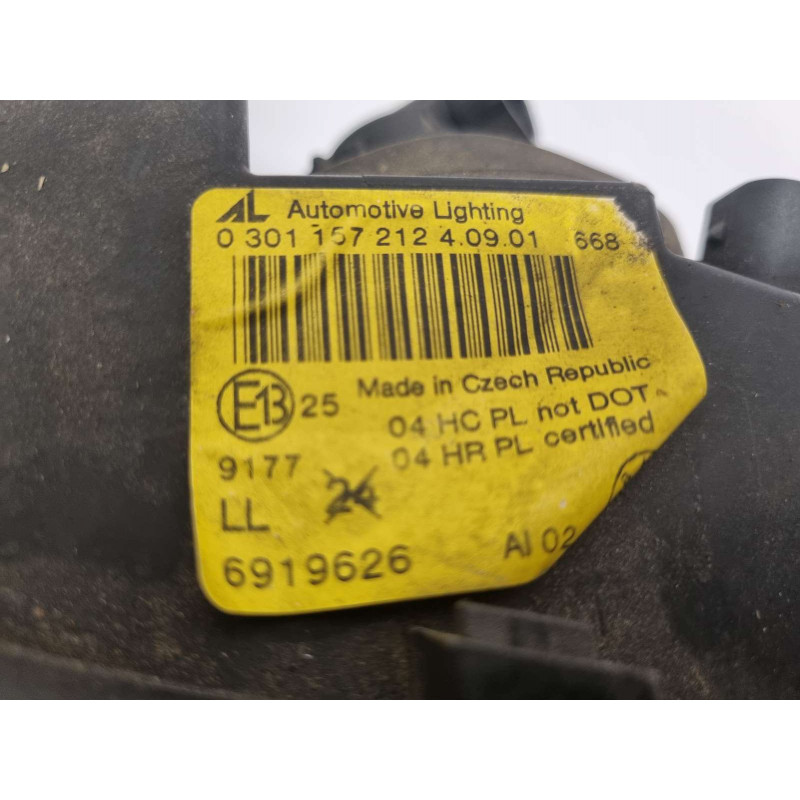 AL Automotive Lighting
0 301 157 212 4.09.01 668
E13 25 Made in Czech Republic
04 HC PL not DOT
9177 04 HR PL certified
LL 24
6919626 AI 02